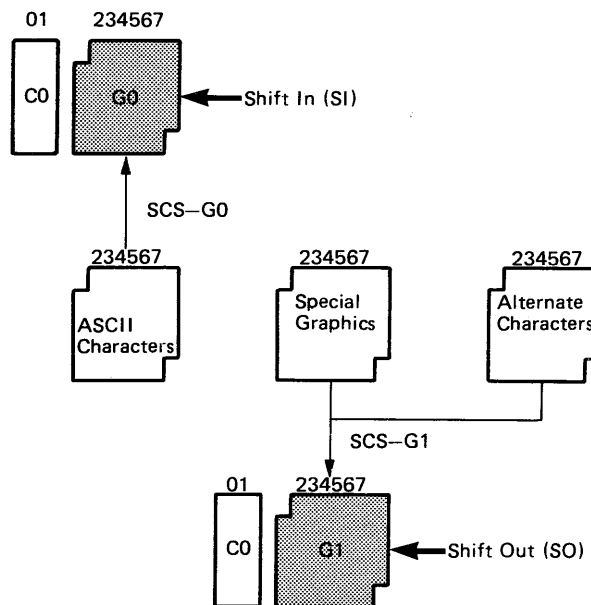 01 234567
C0 G0 Shift In (SI)
SCS—G0
234567 234567 234567
ASCII Characters
Special Graphics
Alternate Characters
SCS—G1
01 234567
C0 G1 Shift Out (SO)